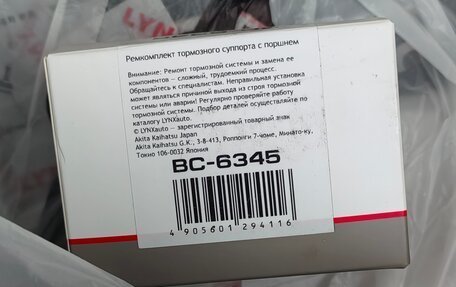 Ремкомплект тормозного суппорта с поршнем
Внимание: Ремонт тормозной системы и замена ее
компонентов – сложный, трудоемкий процесс.
Обращайтесь к специалистам. Неправильная установка
может являться причиной выхода из строя тормозной
системы или аварии! Регулярно проверяйте работу
тормозной системы. Подбор деталей осуществляйте по
каталогу LYNXauto.
© LYNXauto – зарегистрированный товарный знак
Akita Kaihatsu Japan
Akita Kaihatsu G.K., 3-8-413, Роппонги 7-чоме, Минато-ку,
Токио 106-0032 Япония
BC-6345
4 905601 294116